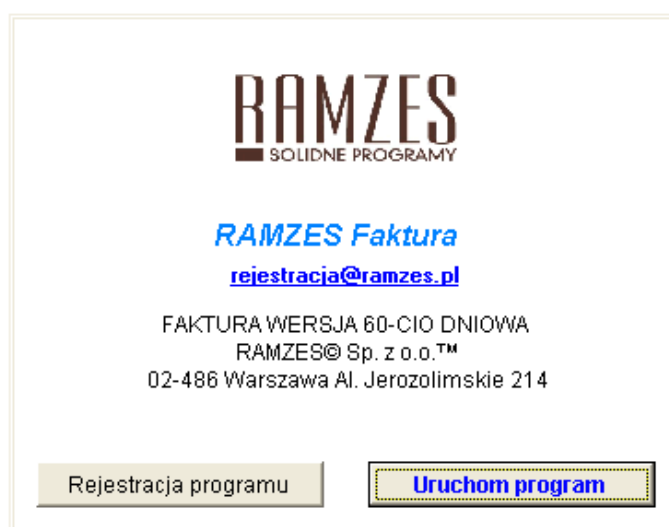 RAMZES
SOLIDNE PROGRAMY
RAMZES Faktura
rejestracja@ramzes.pl
FAKTURA WERSJA 60-CIO DNIOWA
RAMZES© Sp. z o.o.™
02-486 Warszawa Al. Jerozolimskie 214
Rejestracja programu
Uruchom program